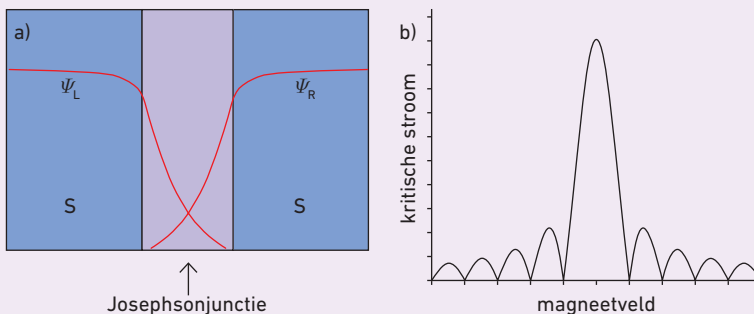 a)
Ψ_L
Ψ_R
S
S
Josephsonjunctie
b)
kritische stroom
magneetveld